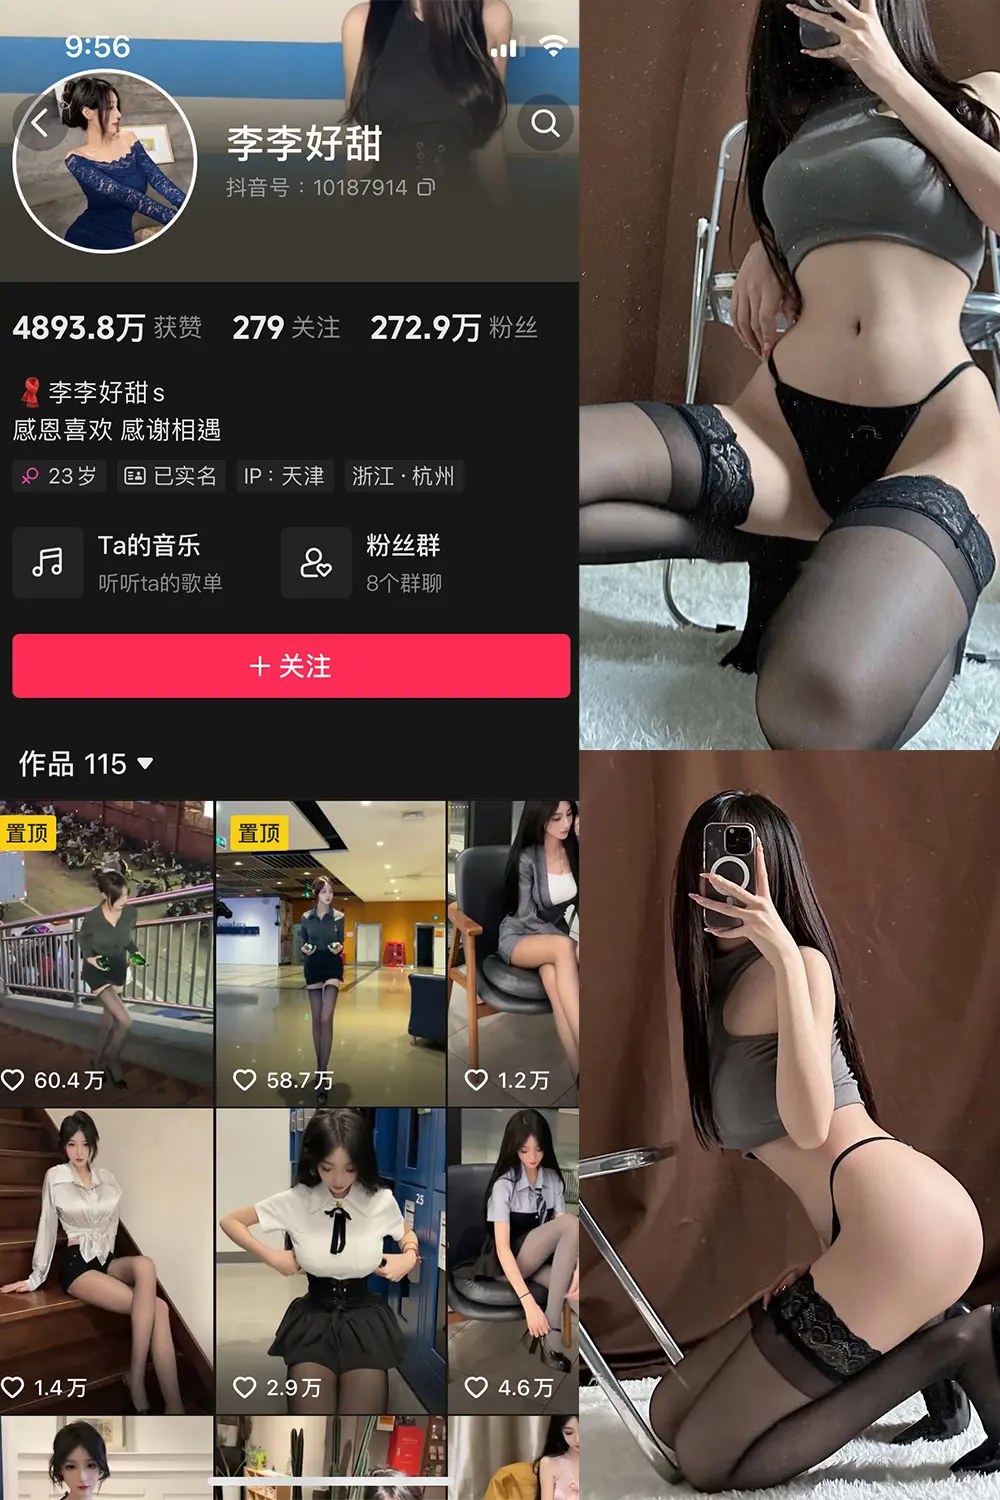 9:56
李李好甜
抖音号：10187914
4893.8万 获赞 279 关注 272.9万 粉丝
李李好甜 s
感恩喜欢 感谢相遇
23岁 已实名 IP：天津 浙江·杭州
Ta的音乐
听听ta的歌单
粉丝群
8个群聊
+ 关注
作品 115
置顶
置顶
60.4万
58.7万
1.2万
25
1.4万
2.9万
4.6万